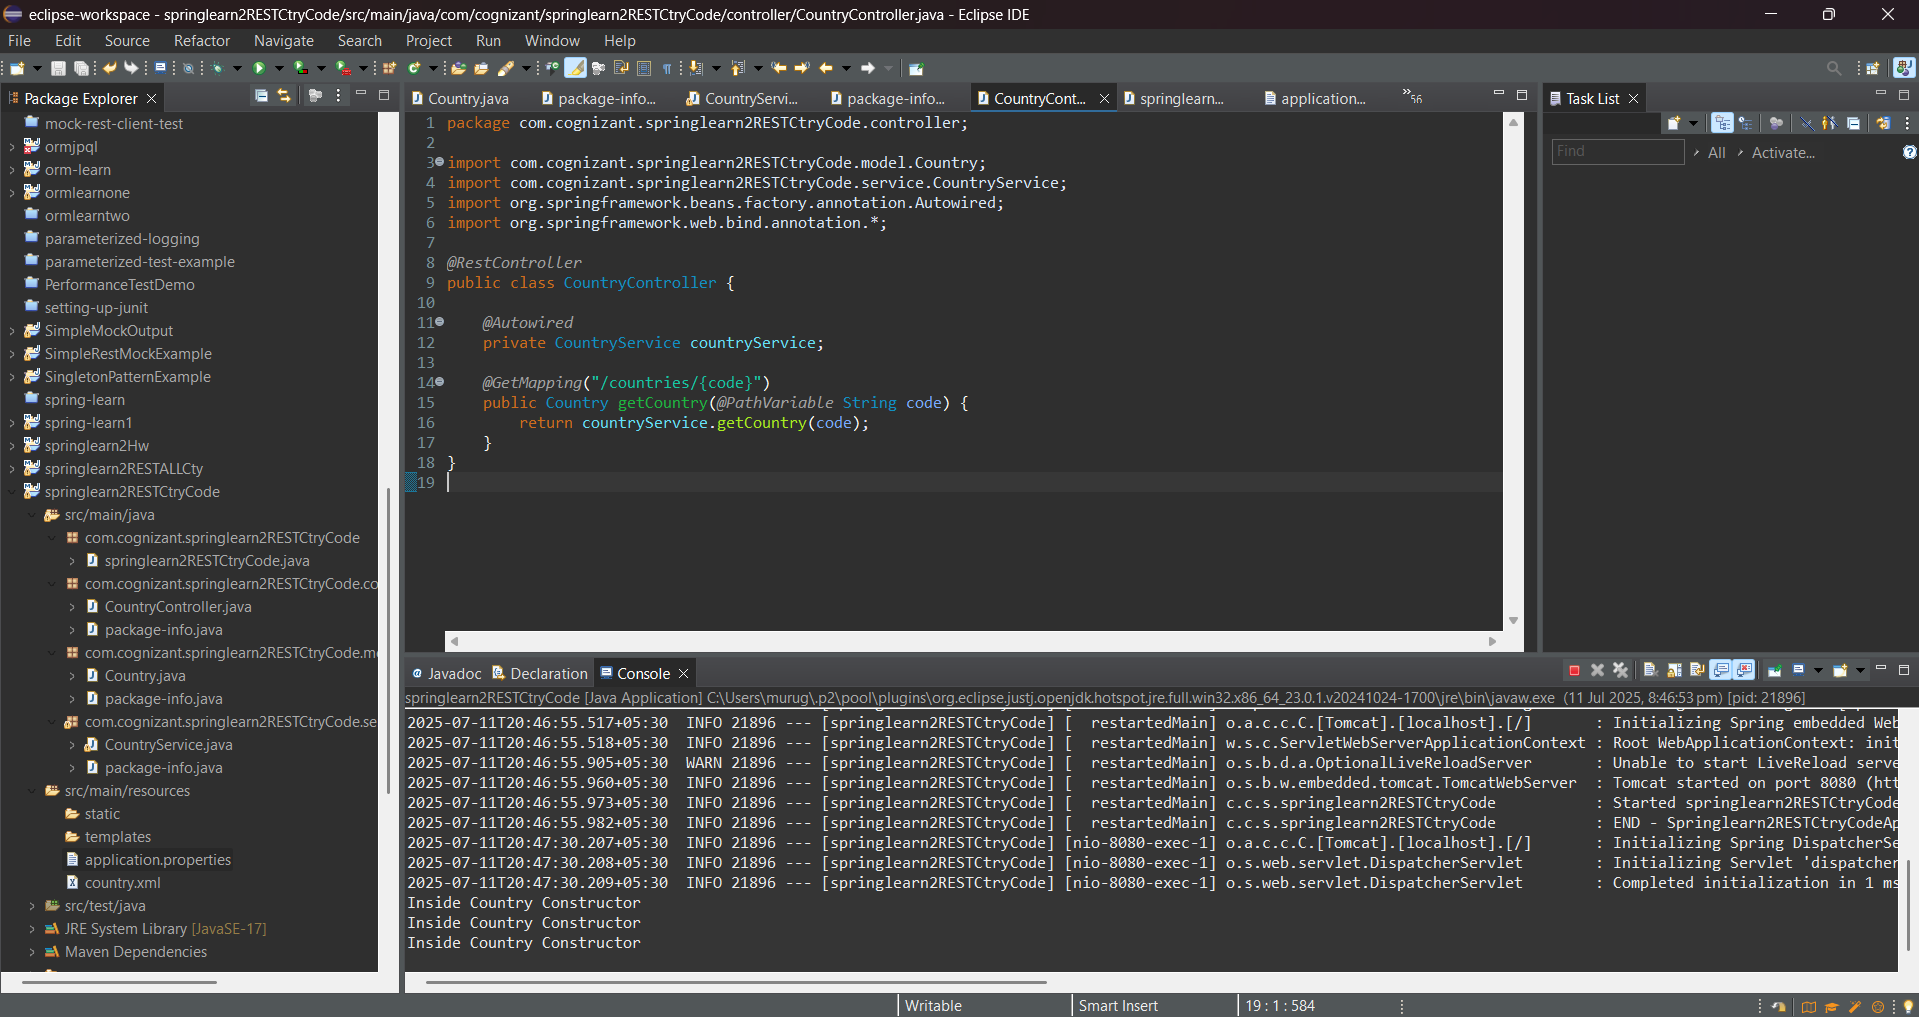 eclipse-workspace - springlearn2RESTCtryCode/src/main/java/com/cognizant/springlearn2RESTCtryCode/controller/CountryController.java - Eclipse IDE
File Edit Source Refactor Navigate Search Project Run Window Help
Package Explorer
mock-rest-client-test
ormjpql
orm-learn
ormlearnone
ormlearntwo
parameterized-logging
parameterized-test-example
PerformanceTestDemo
setting-up-junit
SimpleMockOutput
SimpleRestMockExample
SingletonPatternExample
spring-learn
spring-learn1
springlearn2Hw
springlearn2RESTALLCty
springlearn2RESTCtryCode
src/main/java
com.cognizant.springlearn2RESTCtryCode
springlearn2RESTCtryCode.java
com.cognizant.springlearn2RESTCtryCode.co
CountryController.java
package-info.java
com.cognizant.springlearn2RESTCtryCode.m
Country.java
package-info.java
com.cognizant.springlearn2RESTCtryCode.se
CountryService.java
package-info.java
src/main/resources
static
templates
application.properties
country.xml
src/test/java
JRE System Library [JavaSE-17]
Maven Dependencies
Country.java package-info... CountryServi... package-info... CountryCont... springlearn... application... »56
1 package com.cognizant.springlearn2RESTCtryCode.controller;
2
3 import com.cognizant.springlearn2RESTCtryCode.model.Country;
4 import com.cognizant.springlearn2RESTCtryCode.service.CountryService;
5 import org.springframework.beans.factory.annotation.Autowired;
6 import org.springframework.web.bind.annotation.*;
7
8 @RestController
9 public class CountryController {
10
11 @Autowired
12 private CountryService countryService;
13
14 @GetMapping("/countries/{code}")
15 public Country getCountry(@PathVariable String code) {
16 return countryService.getCountry(code);
17 }
18 }
19
Task List
Find All Activate...
Javadoc Declaration Console
springlearn2RESTCtryCode [Java Application] C:\Users\murug\.p2\pool\plugins\org.eclipse.justj.openjdk.hotspot.jre.full.win32.x86_64_23.0.1.v20241024-1700\jre\bin\javaw.exe (11 Jul 2025, 8:46:53 pm) [pid: 21896]
2025-07-11T20:46:55.517+05:30 INFO 21896 --- [springlearn2RESTCtryCode] [ restartedMain] o.a.c.c.C.[Tomcat].[localhost].[/] : Initializing Spring embedded Web
2025-07-11T20:46:55.518+05:30 INFO 21896 --- [springlearn2RESTCtryCode] [ restartedMain] w.s.c.ServletWebServerApplicationContext : Root WebApplicationContext: init
2025-07-11T20:46:55.905+05:30 WARN 21896 --- [springlearn2RESTCtryCode] [ restartedMain] o.s.b.d.a.OptionalLiveReloadServer : Unable to start LiveReload serve
2025-07-11T20:46:55.960+05:30 INFO 21896 --- [springlearn2RESTCtryCode] [ restartedMain] o.s.b.w.embedded.tomcat.TomcatWebServer : Tomcat started on port 8080 (htt
2025-07-11T20:46:55.973+05:30 INFO 21896 --- [springlearn2RESTCtryCode] [ restartedMain] c.c.s.springlearn2RESTCtryCode : Started springlearn2RESTCtryCode
2025-07-11T20:46:55.982+05:30 INFO 21896 --- [springlearn2RESTCtryCode] [ restartedMain] c.c.s.springlearn2RESTCtryCode : END - Springlearn2RESTCtryCodeAp
2025-07-11T20:47:30.207+05:30 INFO 21896 --- [springlearn2RESTCtryCode] [nio-8080-exec-1] o.a.c.c.C.[Tomcat].[localhost].[/] : Initializing Spring DispatcherSe
2025-07-11T20:47:30.208+05:30 INFO 21896 --- [springlearn2RESTCtryCode] [nio-8080-exec-1] o.s.web.servlet.DispatcherServlet : Initializing Servlet 'dispatcher
2025-07-11T20:47:30.209+05:30 INFO 21896 --- [springlearn2RESTCtryCode] [nio-8080-exec-1] o.s.web.servlet.DispatcherServlet : Completed initialization in 1 ms
Inside Country Constructor
Inside Country Constructor
Inside Country Constructor
Writable Smart Insert 19 : 1 : 584